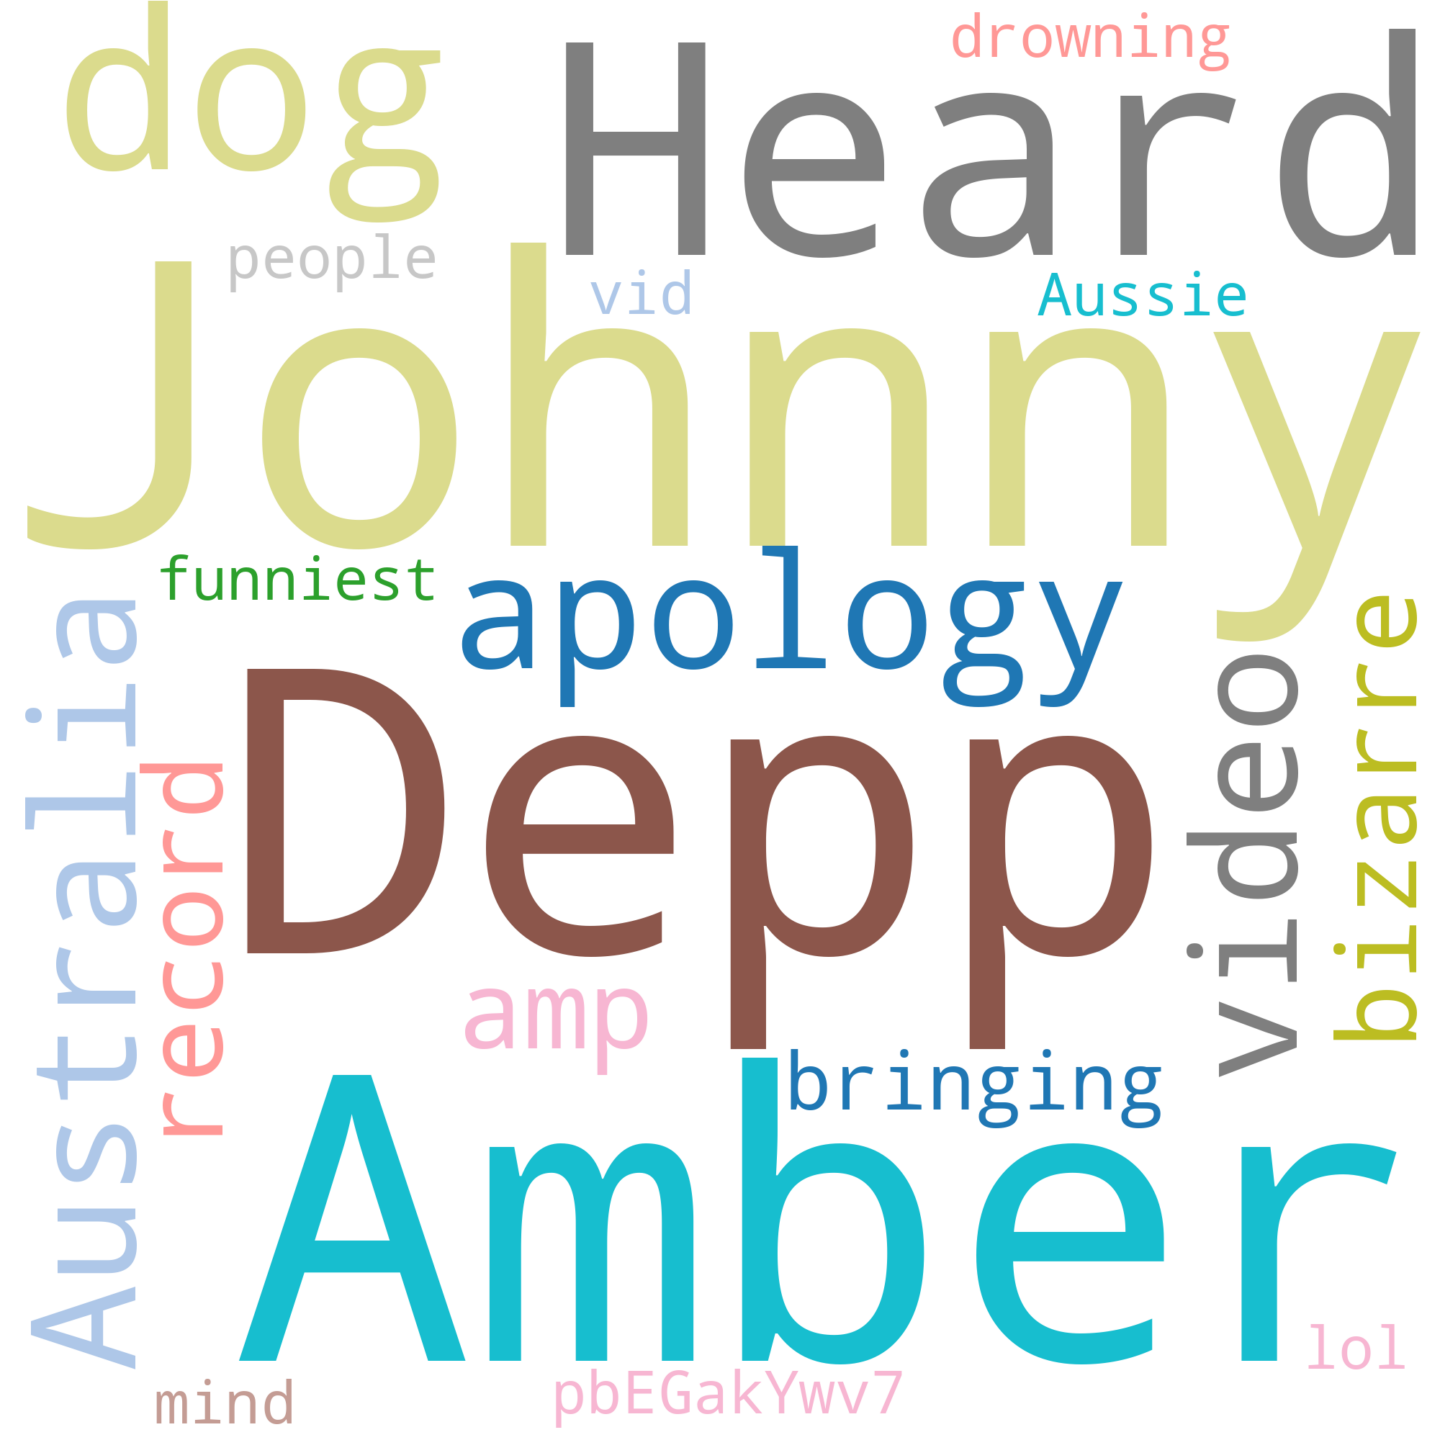 drowning
dog
Heard
people
vid
Aussie
Johnny
funniest
apology
Australia
record
Depp
video
bizarre
amp
bringing
Amber
lol
mind
pbEGakYwv7